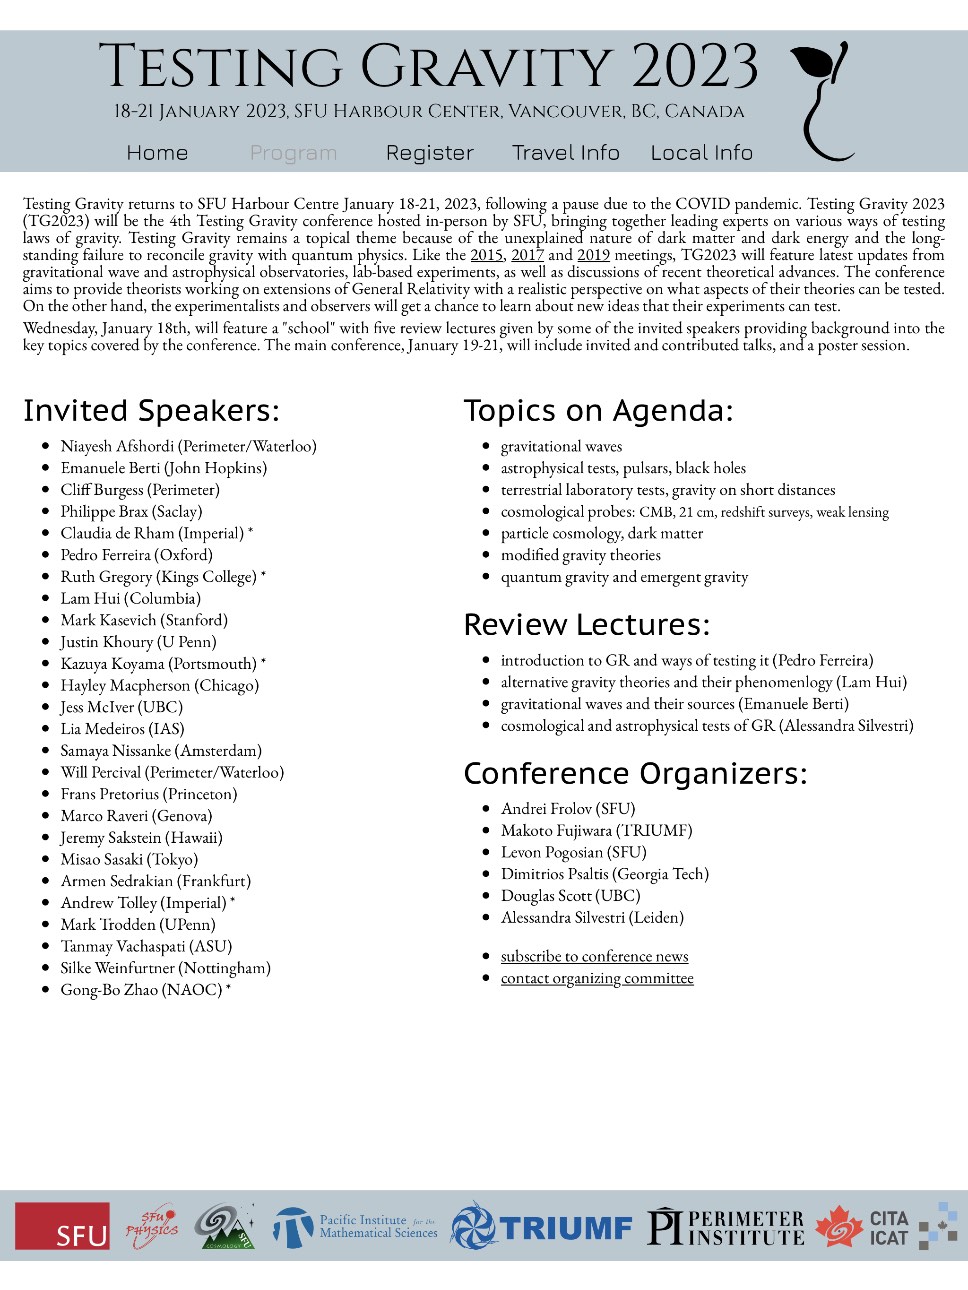 Testing Gravity 2023
18-21 January 2023, SFU Harbour Center, Vancouver, BC, Canada
Home Program Register Travel Info Local Info
Testing Gravity returns to SFU Harbour Centre January 18-21, 2023, following a pause due to the COVID pandemic. Testing Gravity 2023
(TG2023) will be the 4th Testing Gravity conference hosted in-person by SFU, bringing together leading experts on various ways of testing
laws of gravity. Testing Gravity remains a topical theme because of the unexplained nature of dark matter and dark energy and the long-
standing failure to reconcile gravity with quantum physics. Like the 2015, 2017 and 2019 meetings, TG2023 will feature latest updates from
gravitational wave and astrophysical observatories, lab-based experiments, as well as discussions of recent theoretical advances. The conference
aims to provide theorists working on extensions of General Relativity with a realistic perspective on what aspects of their theories can be tested.
On the other hand, the experimentalists and observers will get a chance to learn about new ideas that their experiments can test.
Wednesday, January 18th, will feature a "school" with five review lectures given by some of the invited speakers providing background into the
key topics covered by the conference. The main conference, January 19-21, will include invited and contributed talks, and a poster session.
Invited Speakers:
• Niayesh Afshordi (Perimeter/Waterloo)
• Emanuele Berti (John Hopkins)
• Cliff Burgess (Perimeter)
• Philippe Brax (Saclay)
• Claudia de Rham (Imperial) *
• Pedro Ferreira (Oxford)
• Ruth Gregory (Kings College) *
• Lam Hui (Columbia)
• Mark Kasevich (Stanford)
• Justin Khoury (U Penn)
• Kazuya Koyama (Portsmouth) *
• Hayley Macpherson (Chicago)
• Jess McIver (UBC)
• Lia Medeiros (IAS)
• Samaya Nissanke (Amsterdam)
• Will Percival (Perimeter/Waterloo)
• Frans Pretorius (Princeton)
• Marco Raveri (Genova)
• Jeremy Sakstein (Hawaii)
• Misao Sasaki (Tokyo)
• Armen Sedrakian (Frankfurt)
• Andrew Tolley (Imperial) *
• Mark Trodden (UPenn)
• Tanmay Vachaspati (ASU)
• Silke Weinfurtner (Nottingham)
• Gong-Bo Zhao (NAOC) *
Topics on Agenda:
• gravitational waves
• astrophysical tests, pulsars, black holes
• terrestrial laboratory tests, gravity on short distances
• cosmological probes: CMB, 21 cm, redshift surveys, weak lensing
• particle cosmology, dark matter
• modified gravity theories
• quantum gravity and emergent gravity
Review Lectures:
• introduction to GR and ways of testing it (Pedro Ferreira)
• alternative gravity theories and their phenomenlogy (Lam Hui)
• gravitational waves and their sources (Emanuele Berti)
• cosmological and astrophysical tests of GR (Alessandra Silvestri)
Conference Organizers:
• Andrei Frolov (SFU)
• Makoto Fujiwara (TRIUMF)
• Levon Pogosian (SFU)
• Dimitrios Psaltis (Georgia Tech)
• Douglas Scott (UBC)
• Alessandra Silvestri (Leiden)
• subscribe to conference news
• contact organizing committee
SFU
SFU
PHYSICS
COSMOLOGY SFU
Pacific Institute for the
Mathematical Sciences
TRIUMF
PI PERIMETER
INSTITUTE
CITA
ICAT